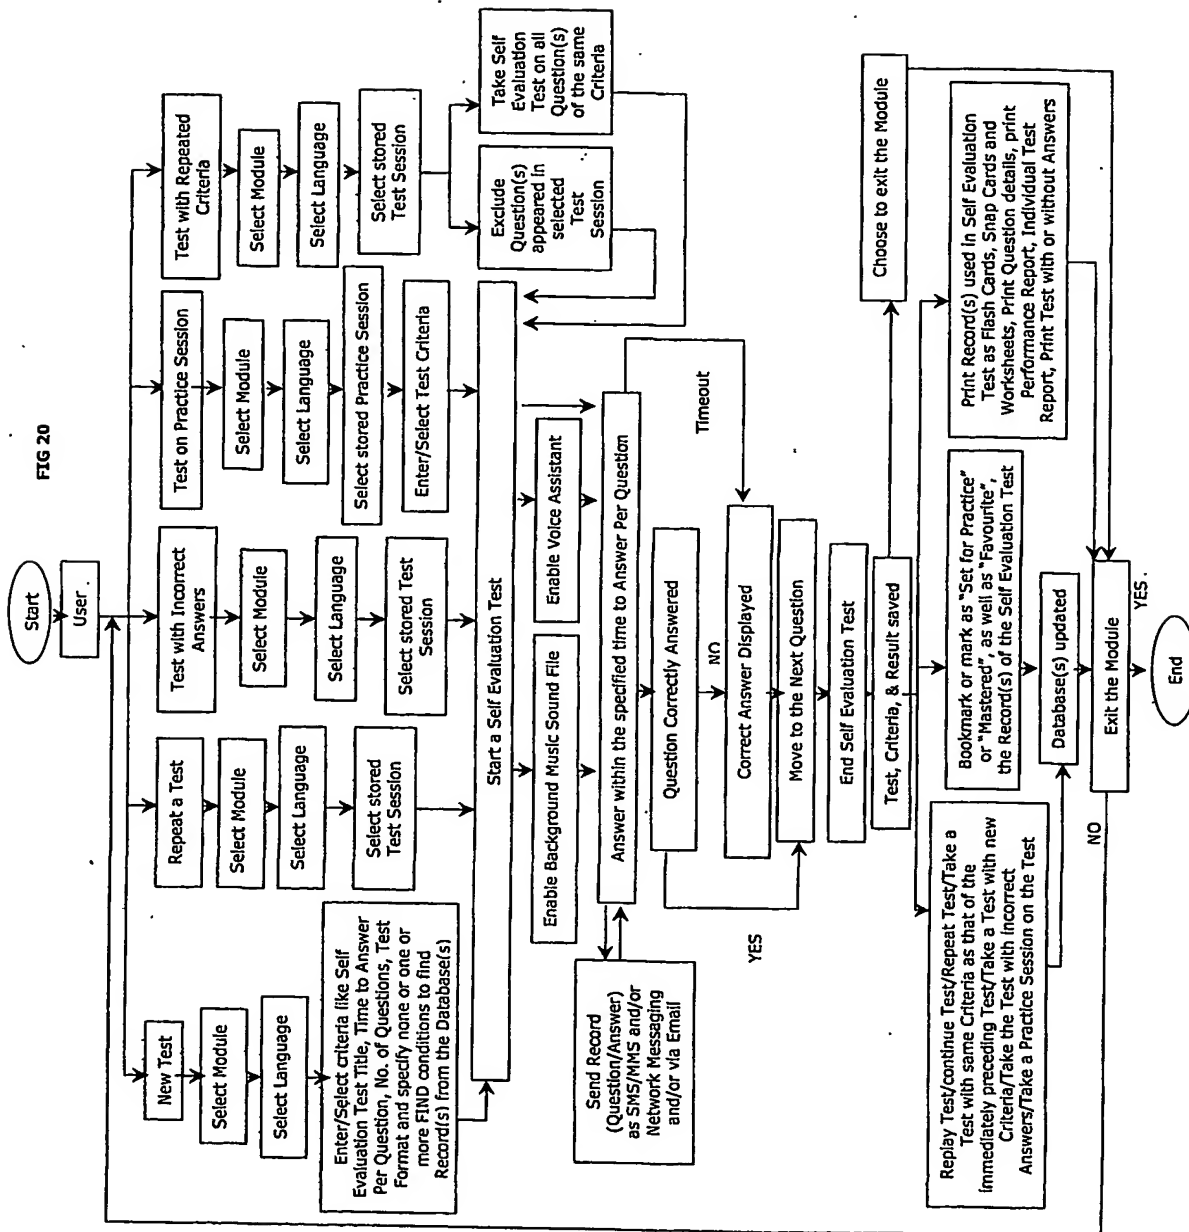 FIG 20
Start
User
New Test
Select Module
Select Language
Enter/Select criteria like Self
Evaluation Test Title, Time to Answer
Per Question, No. of Questions, Test
Format and specify none or one or
more FIND conditions to find
Record(s) from the Database(s)
Repeat a Test
Select Module
Select Language
Select stored
Test Session
Test with Incorrect
Answers
Select Module
Select Language
Select stored Test
Session
Test on Practice Session
Select Module
Select Language
Select stored Practice Session
Enter/Select Test Criteria
Test with Repeated
Criteria
Select Module
Select Language
Select stored
Test Session
Exclude
Question(s)
appeared in
selected
Test
Session
Take Self
Evaluation
Test on all
Question(s)
of the same
Criteria
Start a Self Evaluation Test
Enable Background Music Sound File
Enable Voice Assistant
Send Record
(Question/Answer)
as SMS/MMS and/or
Network Messaging
and/or via Email
Answer within the specified time to Answer Per Question
Timeout
Question Correctly Answered
NO
YES
Correct Answer Displayed
Move to the Next Question
End Self Evaluation Test
Test, Criteria, & Result saved
Choose to exit the Module
Replay Test/continue Test/Repeat Test/Take a
Test with same Criteria as that of the
immediately preceding Test/Take a Test with new
Criteria/Take the Test with incorrect
Answers/Take a Practice Session on the Test
Bookmark or mark as "Set for Practice"
or "Mastered", as well as "Favourite",
the Record(s) of the Self Evaluation Test
Print Record(s) used in Self Evaluation
Test as Flash Cards, Snap Cards and
Worksheets, Print Question details, print
Performance Report, Individual Test
Report, Print Test with or without Answers
Database(s) updated
Exit the Module
NO
YES
End